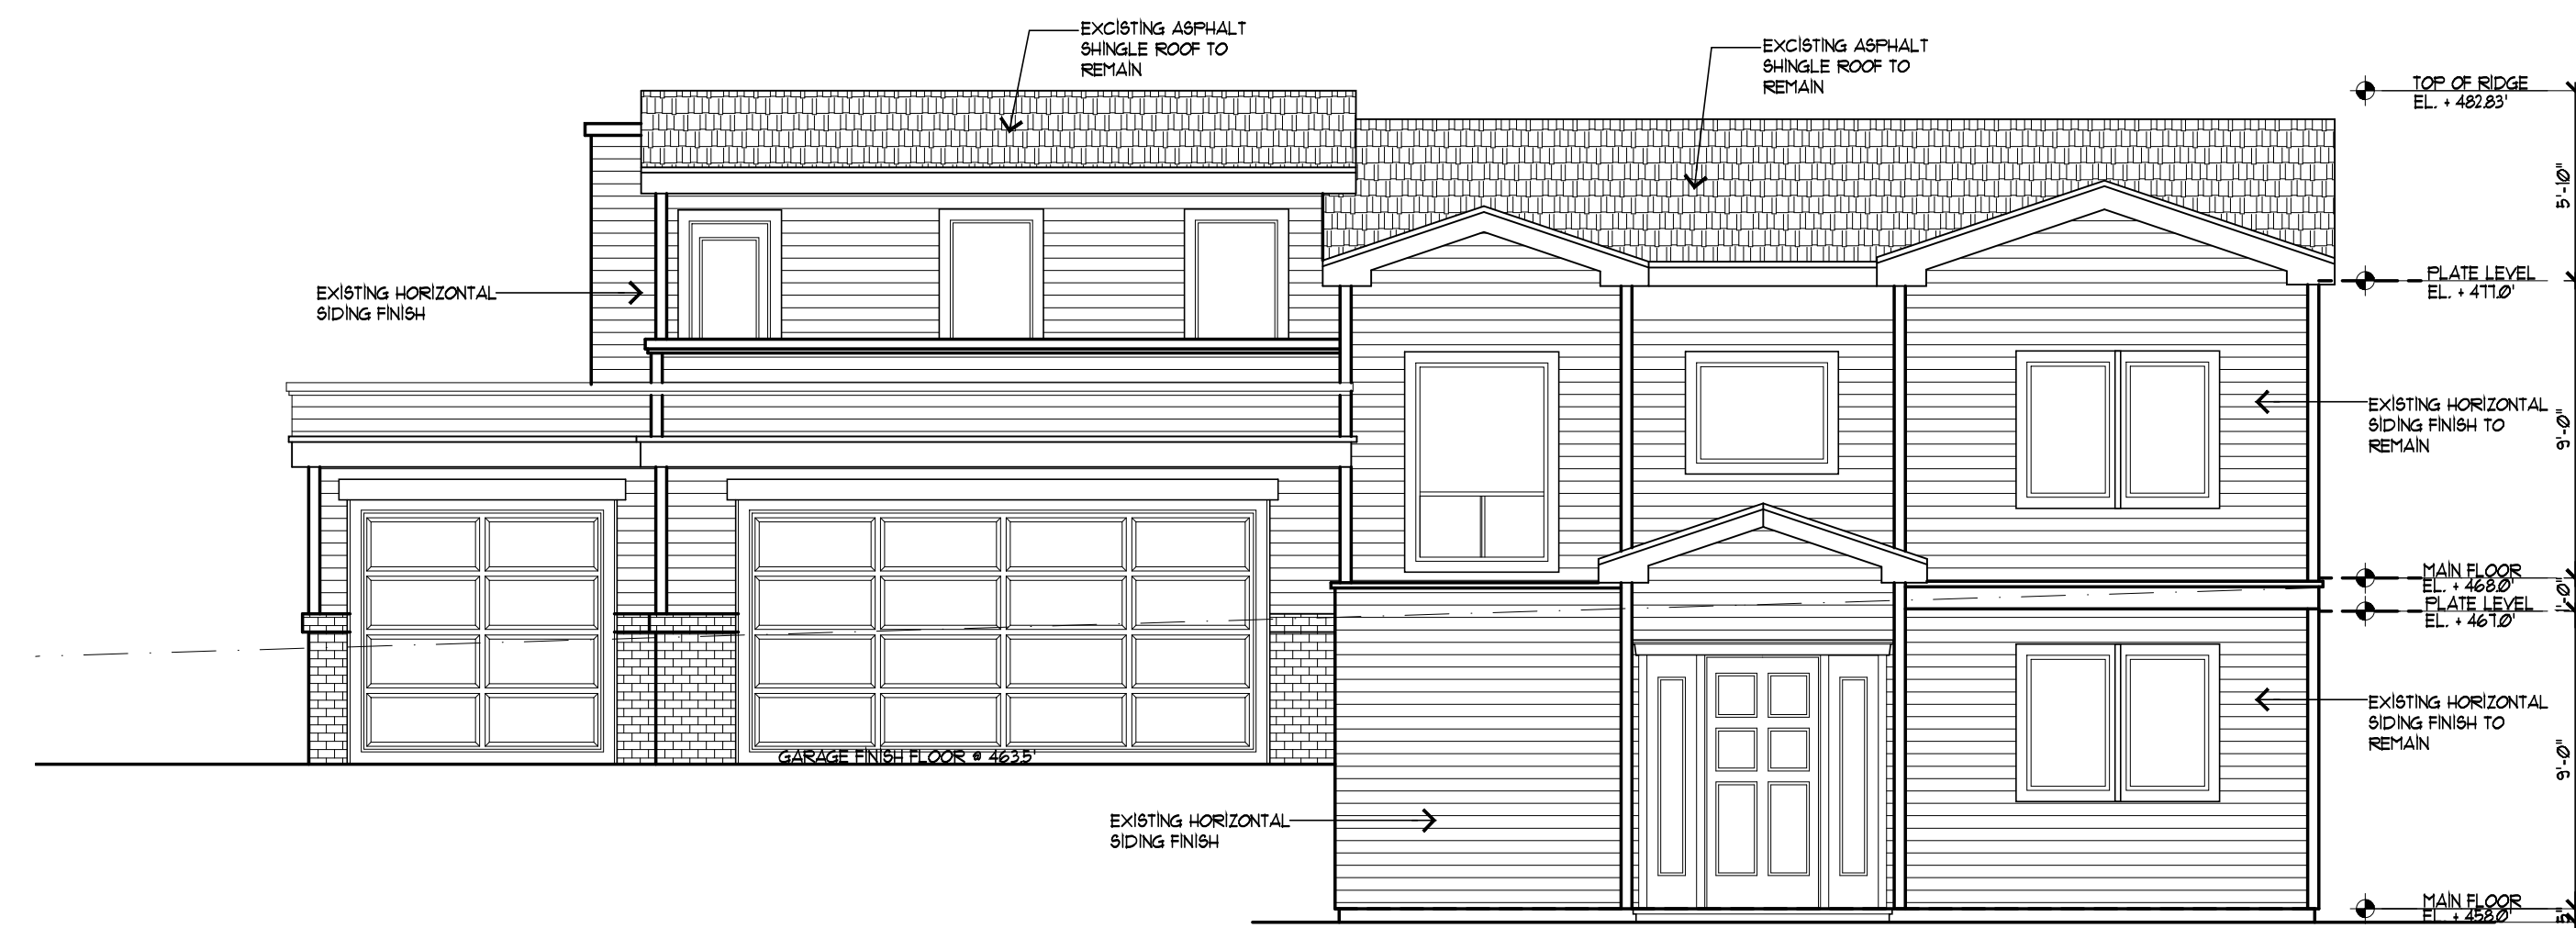 EXCISTING ASPHALT
SHINGLE ROOF TO
REMAIN
EXCISTING ASPHALT
SHINGLE ROOF TO
REMAIN
TOP OF RIDGE
EL. + 482.83'
5'-10"
EXISTING HORIZONTAL
SIDING FINISH
PLATE LEVEL
EL. + 477.0'
EXISTING HORIZONTAL
SIDING FINISH TO
REMAIN
9'-0"
MAIN FLOOR
EL. + 468.0'
1'-0"
PLATE LEVEL
EL. + 467.0'
EXISTING HORIZONTAL
SIDING FINISH TO
REMAIN
9'-0"
GARAGE FINISH FLOOR @ 463.5'
EXISTING HORIZONTAL
SIDING FINISH
MAIN FLOOR
EL. + 458.0'